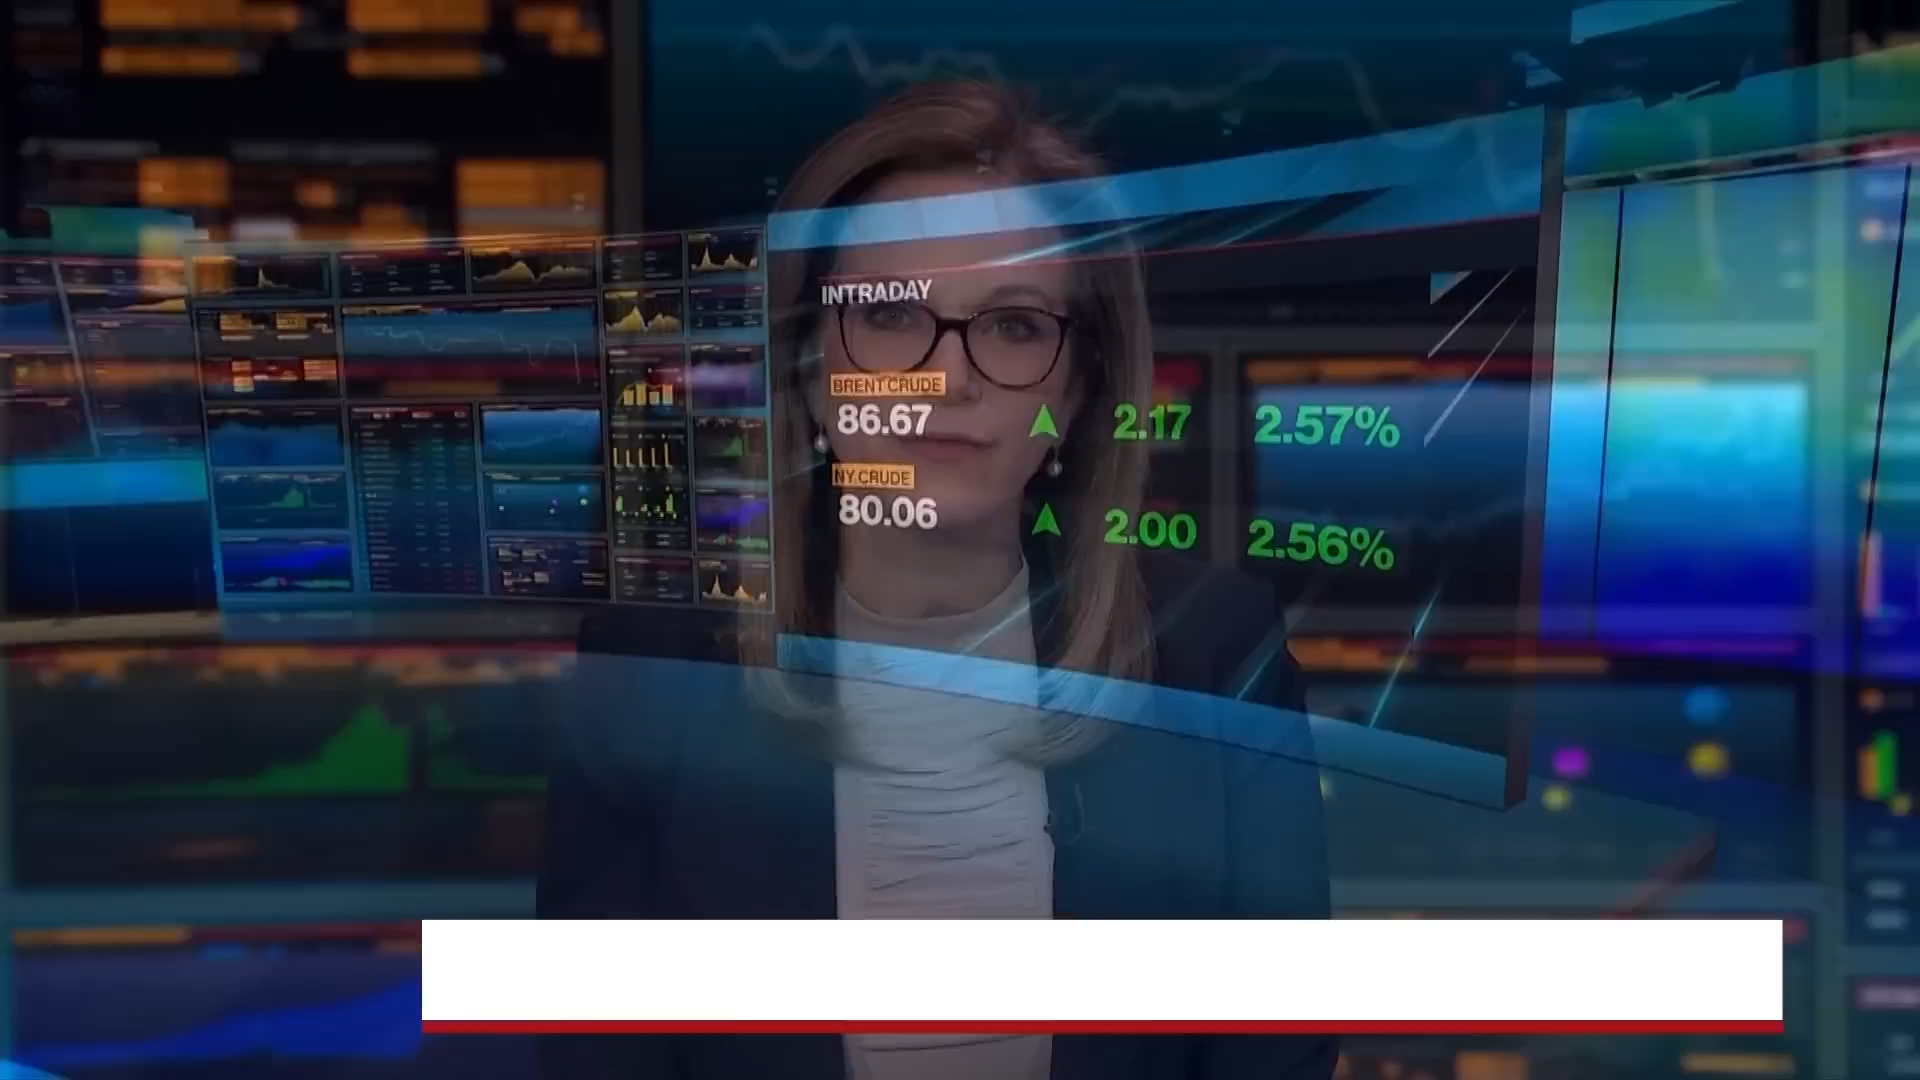 INTRADAY
BRENT CRUDE
86.67 2.17 2.57%
NY CRUDE
80.06 2.00 2.56%